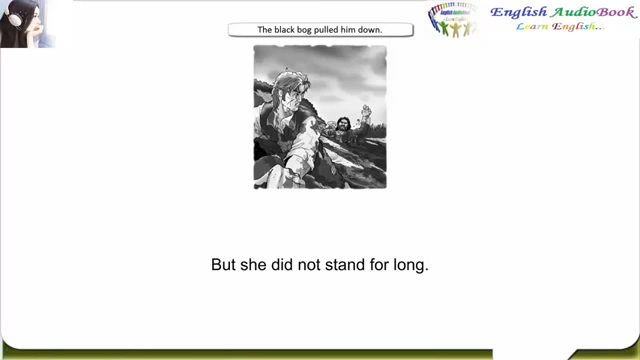 The black bog pulled him down.
English AudioBook
Learn English...
But she did not stand for long.